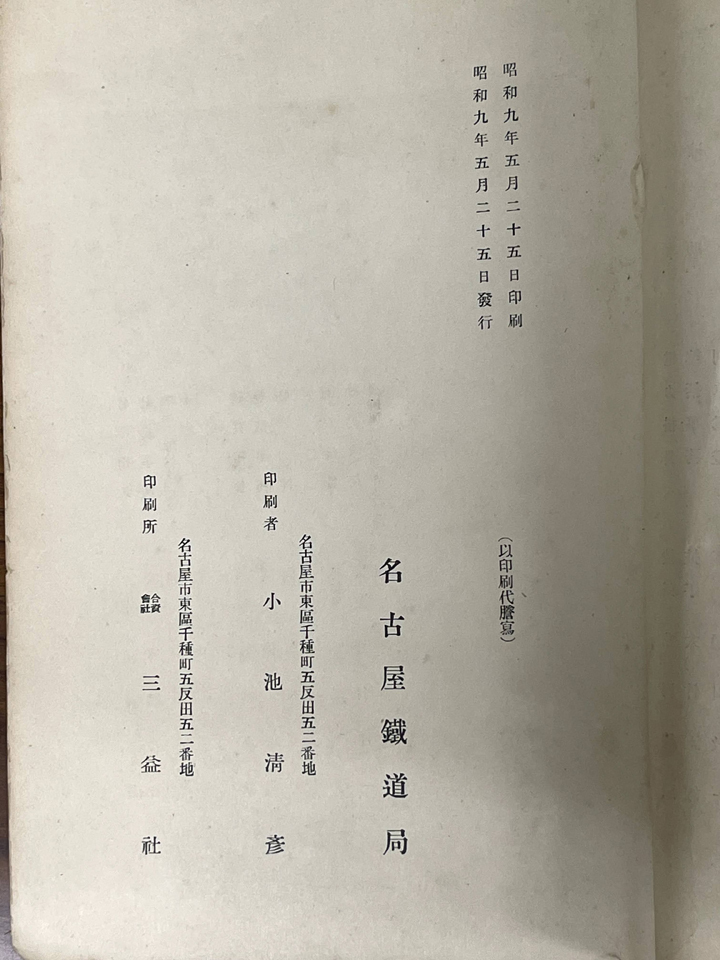 昭和九年五月二十五日印刷
昭和九年五月二十五日發行
(以印刷代謄寫)
名古屋鐵道局
名古屋市東區千種町五反田五二番地
印刷者 小池淸彥
名古屋市東區千種町五反田五二番地
印刷所 合資會社 三益社